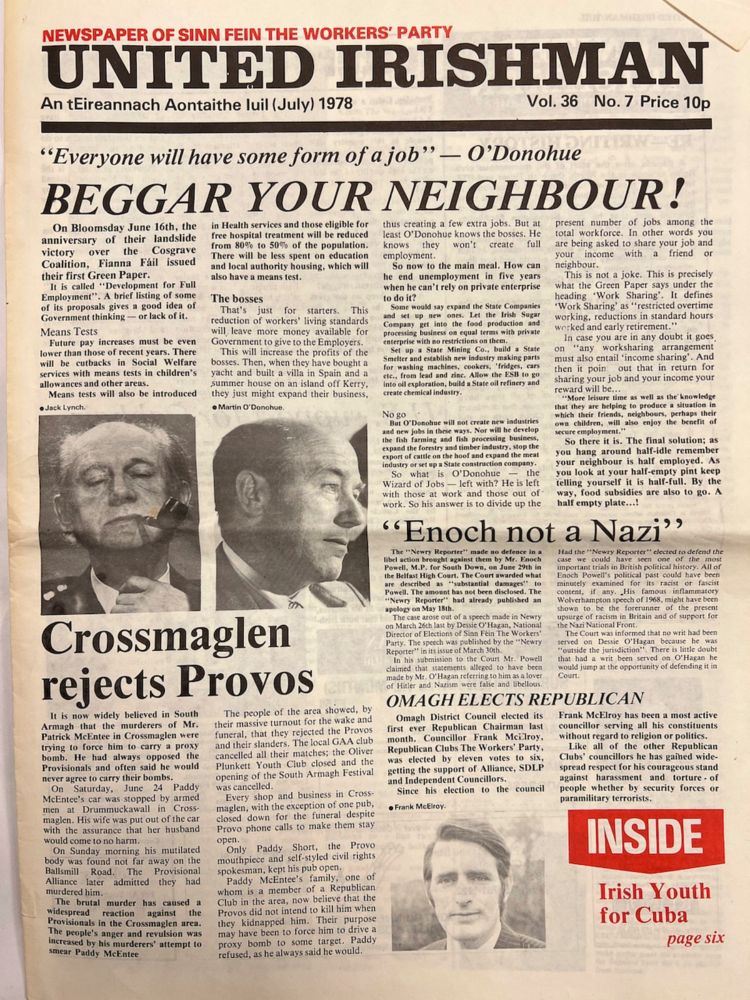 NEWSPAPER OF SINN FEIN THE WORKERS' PARTY
UNITED IRISHMAN
An tEireannach Aontaithe Iuil (July) 1978
Vol. 36 No. 7 Price 10p
"Everyone will have some form of a job" — O'Donohue
BEGGAR YOUR NEIGHBOUR!
On Bloomsday June 16th, the
anniversary of their landslide
victory over the Cosgrave
Coalition, Fianna Fáil issued
their first Green Paper.
It is called "Development for Full
Employment". A brief listing of some
of its proposals gives a good idea of
Government thinking — or lack of it.
Means Tests
Future pay increases must be even
lower than those of recent years. There
will be cutbacks in Social Welfare
services with means tests in children's
allowances and other areas.
Means tests will also be introduced
in Health services and those eligible for
free hospital treatment will be reduced
from 80% to 50% of the population.
There will be less spent on education
and local authority housing, which will
also have a means test.
The bosses
That's just for starters. This
reduction of workers' living standards
will leave more money available for
Government to give to the Employers.
This will increase the profits of the
bosses. Then, when they have bought a
yacht and built a villa in Spain and a
summer house on an island off Kerry,
they just might expand their business,
thus creating a few extra jobs. But at
least O'Donohue knows the bosses. He
knows they won't create full
employment.
So now to the main meal. How can
he end unemployment in five years
when he can't rely on private enterprise
to do it?
Some would say expand the State Companies
and set up new ones. Let the Irish Sugar
Company get into the food production and
processing business on equal terms with private
enterprise with no restrictions on them.
Set up a State Mining Co., build a State
Smelter and establish new industry making parts
for washing machines, cookers, 'fridges, cars
etc., from lead and zinc. Allow the ESB to go
into oil exploration, build a State oil refinery and
create chemical industry.
No go
But O'Donohue will not create new industries
and new jobs in these ways. Nor will he develop
the fish farming and fish processing business,
expand the forestry and timber industry, stop the
export of cattle on the hoof and expand the meat
industry or set up a State construction company.
So what is O'Donohue — the
Wizard of Jobs — left with? He is left
with those at work and those out of
work. So his answer is to divide up the
present number of jobs among the
total workforce. In other words you
are being asked to share your job and
your income with a friend or
neighbour.
This is not a joke. This is precisely
what the Green Paper says under the
heading 'Work Sharing'. It defines
'Work Sharing' as "restricted overtime
working, reductions in standard hours
worked and early retirement."
In case you are in any doubt it goes
on "any worksharing arrangement
must also entail 'income sharing'. And
then it poin out that in return for
sharing your job and your income your
reward will be...
"More leisure time as well as the knowledge
that they are helping to produce a situation in
which their friends, neighbours, perhaps their
own children, will also enjoy the benefit of
secure employment."
So there it is. The final solution; as
you hang around half-idle remember
your neighbour is half employed. As
you look at your half-empty pint keep
telling yourself it is half-full. By the
way, food subsidies are also to go. A
half empty plate...!
● Jack Lynch.
● Martin O'Donohue.
"Enoch not a Nazi"
The "Newry Reporter" made no defence in a
libel action brought against them by Mr. Enoch
Powell, M.P. for South Down, on June 29th in
the Belfast High Court. The Court awarded what
are described as "substantial damages" to
Powell. The amount has not been disclosed. The
"Newry Reporter" had already published an
apology on May 18th.
The case arose out of a speech made in Newry
on March 26th last by Dessie O'Hagan, National
Director of Elections of Sinn Féin The Workers'
Party. The speech was published by the "Newry
Reporter" in its issue of March 30th.
In his submission to the Court Mr. Powell
claimed that statements alleged to have been
made by Mr. O'Hagan referring to him as a lover
of Hitler and Nazism were false and libellous.
Had the "Newry Reporter" elected to defend the
case we could have seen one of the most
important trials in British political history. All of
Enoch Powell's political past could have been
minutely examined for its racist or fascist
content, if any. His famous inflammatory
Wolverhampton speech of 1968, might have been
shown to be the forerunner of the present
upsurge of racism in Britain and of support for
the Nazi National Front.
The Court was informed that no writ had been
served on Dessie O'Hagan because he was
"outside the jurisdiction". There is little doubt
that had a writ been served on O'Hagan he
would jump at the opportunity of defending it in
Court.
Crossmaglen
rejects Provos
It is now widely believed in South
Armagh that the murderers of Mr.
Patrick McEntee in Crossmaglen were
trying to force him to carry a proxy
bomb. He had always opposed the
Provisionals and often said he would
never agree to carry their bombs.
On Saturday, June 24 Paddy
McEntee's car was stopped by armed
men at Drummuckawall in Cross-
maglen. His wife was put out of the car
with the assurance that her husband
would come to no harm.
On Sunday morning his mutilated
body was found not far away on the
Ballsmill Road. The Provisional
Alliance later admitted they had
murdered him.
The brutal murder has caused a
widespread reaction against the
Provisionals in the Crossmaglen area.
The people's anger and revulsion was
increased by his murderers' attempt to
smear Paddy McEntee
The people of the area showed, by
their massive turnout for the wake and
funeral, that they rejected the Provos
and their slanders. The local GAA club
cancelled all their matches; the Oliver
Plunkett Youth Club closed and the
opening of the South Armagh Festival
was cancelled.
Every shop and business in Cross-
maglen, with the exception of one pub,
closed down for the funeral despite
Provo phone calls to make them stay
open.
Only Paddy Short, the Provo
mouthpiece and self-styled civil rights
spokesman, kept his pub open.
Paddy McEntee's family, one of
whom is a member of a Republican
Club in the area, now believe that the
Provos did not intend to kill him when
they kidnapped him. Their purpose
may have been to force him to drive a
proxy bomb to some target. Paddy
refused, as he always said he would.
OMAGH ELECTS REPUBLICAN
Omagh District Council elected its
first ever Republican Chairman last
month. Councillor Frank McElroy,
Republican Clubs The Workers' Party,
was elected by eleven votes to six,
getting the support of Alliance, SDLP
and Independent Councillors.
Since his election to the council
Frank McElroy has been a most active
councillor serving all his constituents
without regard to religion or politics.
Like all of the other Republican
Clubs' councillors he has gained wide-
spread respect for his courageous stand
against harassment and torture of
people whether by security forces or
paramilitary terrorists.
● Frank McElroy.
INSIDE
Irish Youth
for Cuba
page six